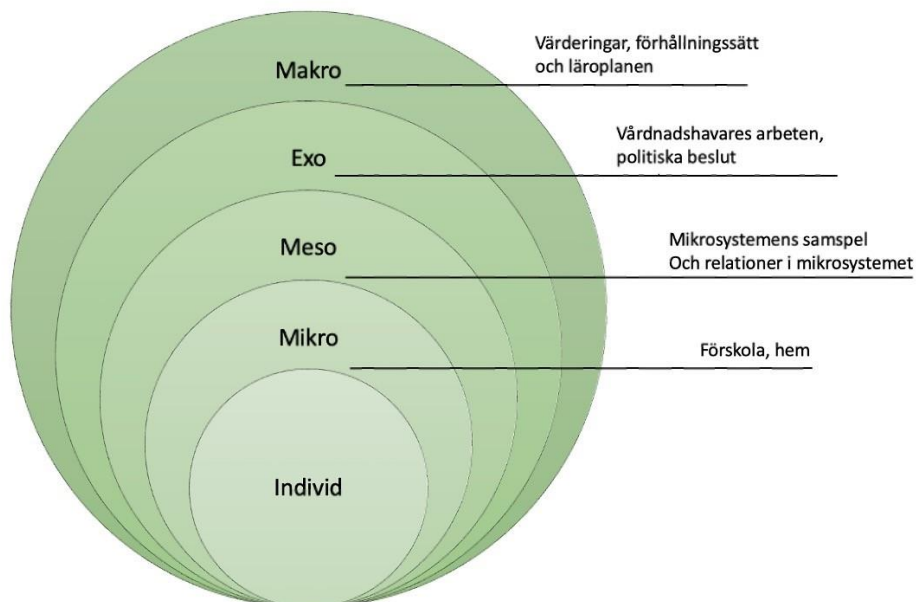 Makro
Värderingar, förhållningssätt
och läroplanen
Exo
Vårdnadshavares arbeten,
politiska beslut
Meso
Mikrosystemens samspel
Och relationer i mikrosystemet
Mikro
Förskola, hem
Individ